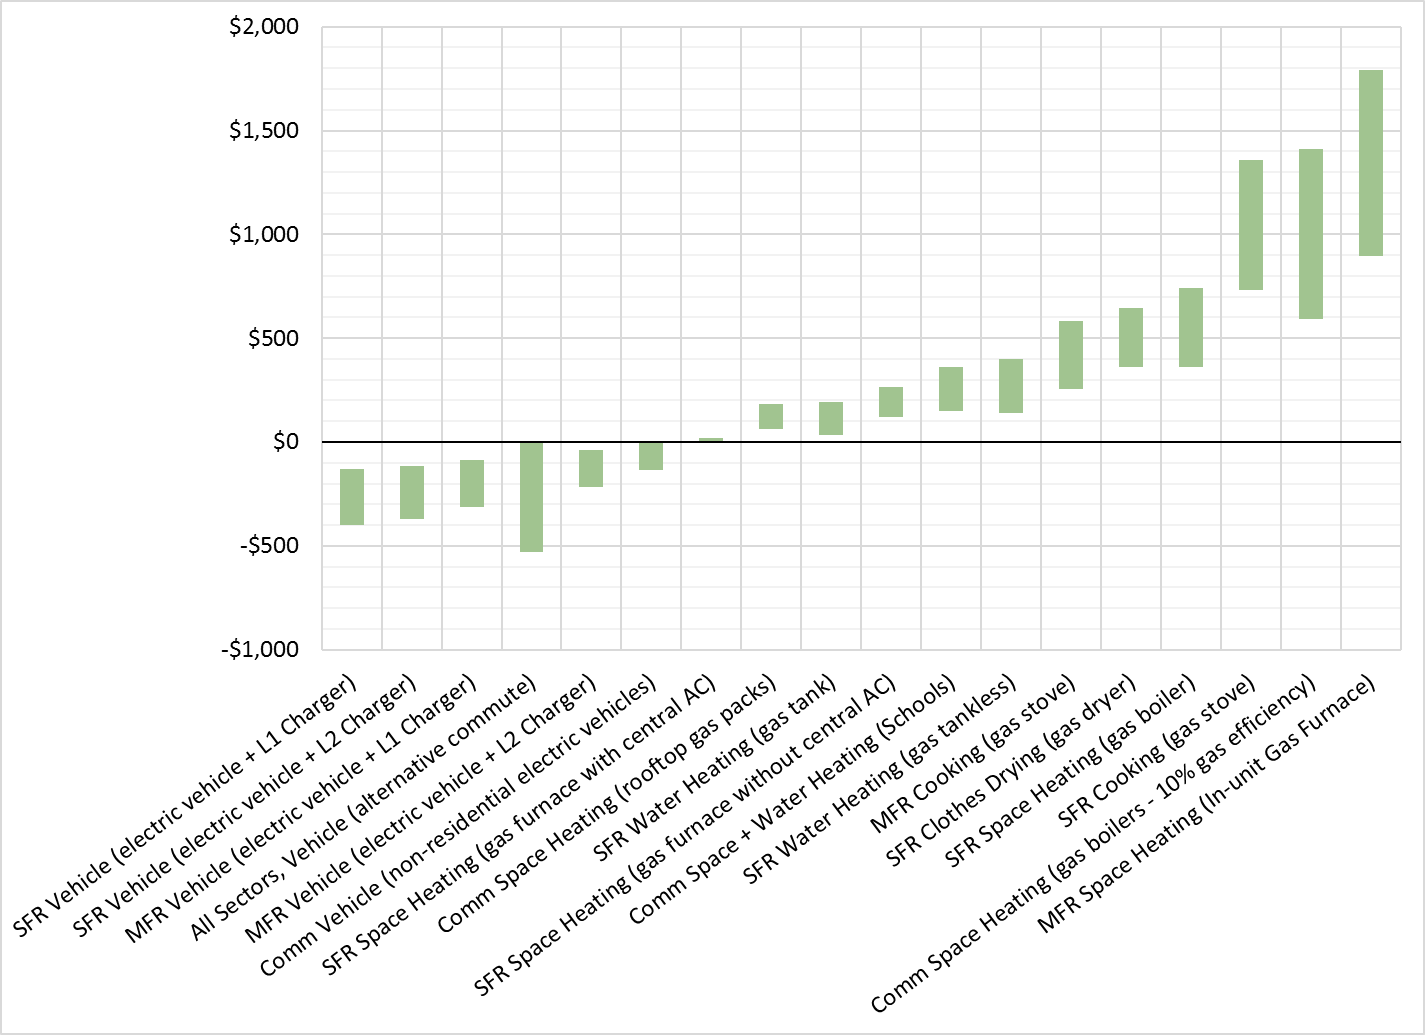 $2,000
$1,500
$1,000
$500
$0
-$500
-$1,000
SFR Vehicle (electric vehicle + L1 Charger)
SFR Vehicle (electric vehicle + L2 Charger)
MFR Vehicle (electric vehicle + L1 Charger)
All Sectors, Vehicle (alternative commute)
MFR Vehicle (electric vehicle + L2 Charger)
Comm Vehicle (non-residential electric vehicles)
SFR Space Heating (gas furnace with central AC)
Comm Space Heating (rooftop gas packs)
SFR Water Heating (gas tank)
SFR Space Heating (gas furnace without central AC)
Comm Space + Water Heating (Schools)
SFR Water Heating (gas tankless)
MFR Cooking (gas stove)
SFR Clothes Drying (gas dryer)
SFR Space Heating (gas boiler)
SFR Cooking (gas stove)
Comm Space Heating (gas boilers - 10% gas efficiency)
MFR Space Heating (In-unit Gas Furnace)